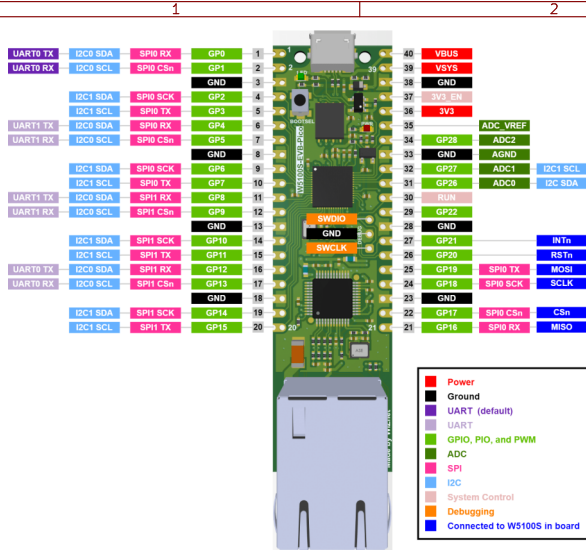 1 2
UART0 TX I2C0 SDA SPI0 RX GP0 1 40 VBUS
UART0 RX I2C0 SCL SPI0 CSn GP1 2 39 VSYS
GND 3 38 GND
I2C1 SDA SPI0 SCK GP2 4 37 3V3_EN
I2C1 SCL SPI0 TX GP3 5 36 3V3
UART1 TX I2C0 SDA SPI0 RX GP4 6 35 ADC_VREF
UART1 RX I2C0 SCL SPI0 CSn GP5 7 34 GP28 ADC2
GND 8 33 GND AGND
I2C1 SDA SPI0 SCK GP6 9 32 GP27 ADC1 I2C1 SCL
I2C1 SCL SPI0 TX GP7 10 31 GP26 ADC0 I2C SDA
UART1 TX I2C0 SDA SPI1 RX GP8 11 30 RUN
UART1 RX I2C0 SCL SPI1 CSn GP9 12 29 GP22
GND 13 28 GND
I2C1 SDA SPI1 SCK GP10 14 27 GP21 INTn
I2C1 SCL SPI1 TX GP11 15 26 GP20 RSTn
UART0 TX I2C0 SDA SPI1 RX GP12 16 25 GP19 SPI0 TX MOSI
UART0 RX I2C0 SCL SPI1 CSn GP13 17 24 GP18 SPI0 SCK SCLK
GND 18 23 GND
I2C1 SDA SPI1 SCK GP14 19 22 GP17 SPI0 CSn CSn
I2C1 SCL SPI1 TX GP15 20 21 GP16 SPI0 RX MISO
1
2 39
LED
BOOTSEL
W5100S-EVB-Pico
SWDIO
GND
SWCLK
20 21
Made by WIZnet
Power
Ground
UART (default)
UART
GPIO, PIO, and PWM
ADC
SPI
I2C
System Control
Debugging
Connected to W5100S in board